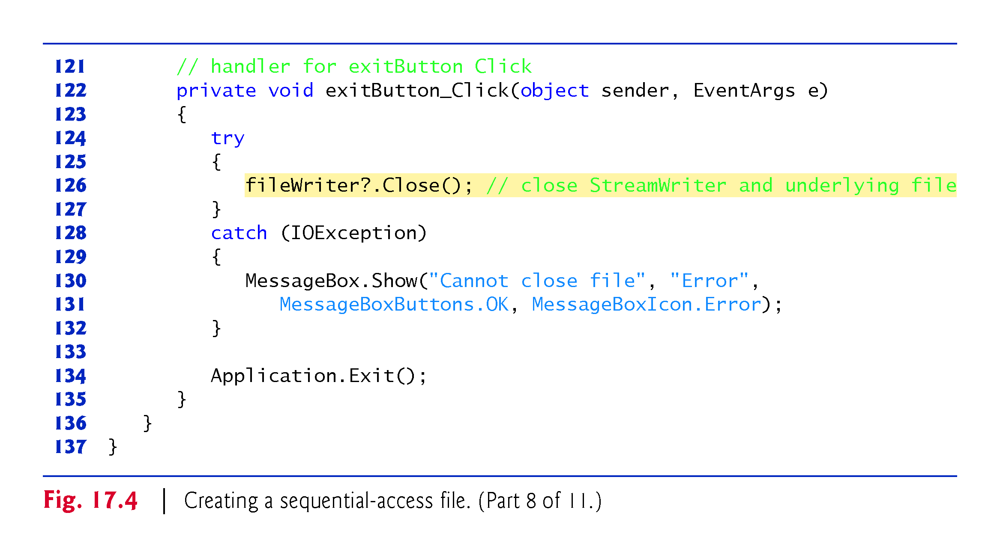 121 // handler for exitButton Click
122 private void exitButton_Click(object sender, EventArgs e)
123 {
124 try
125 {
126 fileWriter?.Close(); // close StreamWriter and underlying file
127 }
128 catch (IOException)
129 {
130 MessageBox.Show("Cannot close file", "Error",
131 MessageBoxButtons.OK, MessageBoxIcon.Error);
132 }
133
134 Application.Exit();
135 }
136 }
137 }
Fig. 17.4 | Creating a sequential-access file. (Part 8 of 11.)